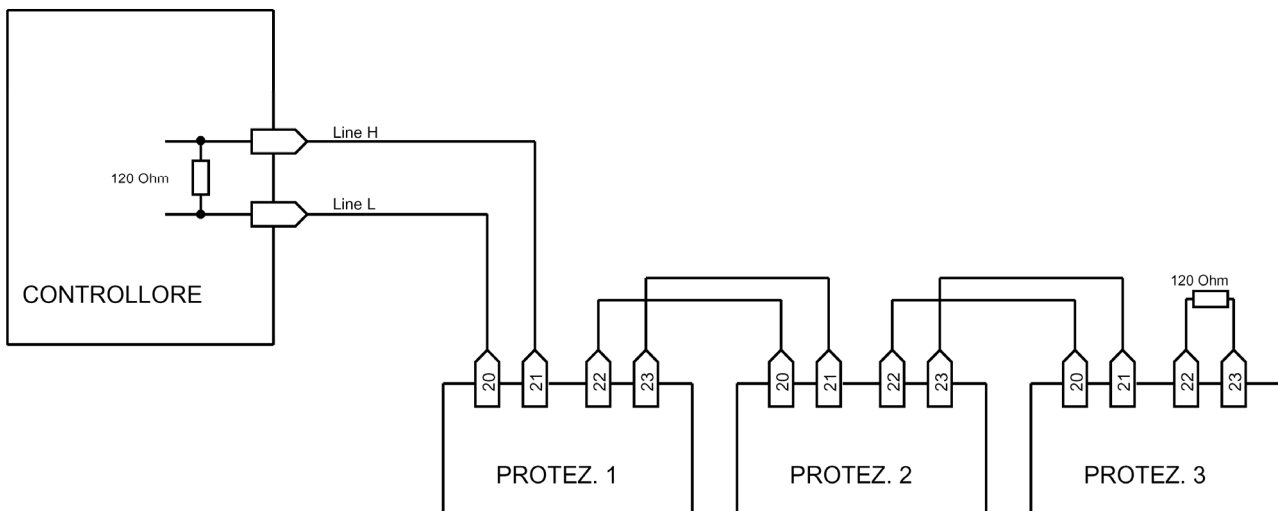 Line H
120 Ohm
Line L
CONTROLLORE
120 Ohm
20 21 22 23 20 21 22 23 20 21 22 23
PROTEZ. 1 PROTEZ. 2 PROTEZ. 3